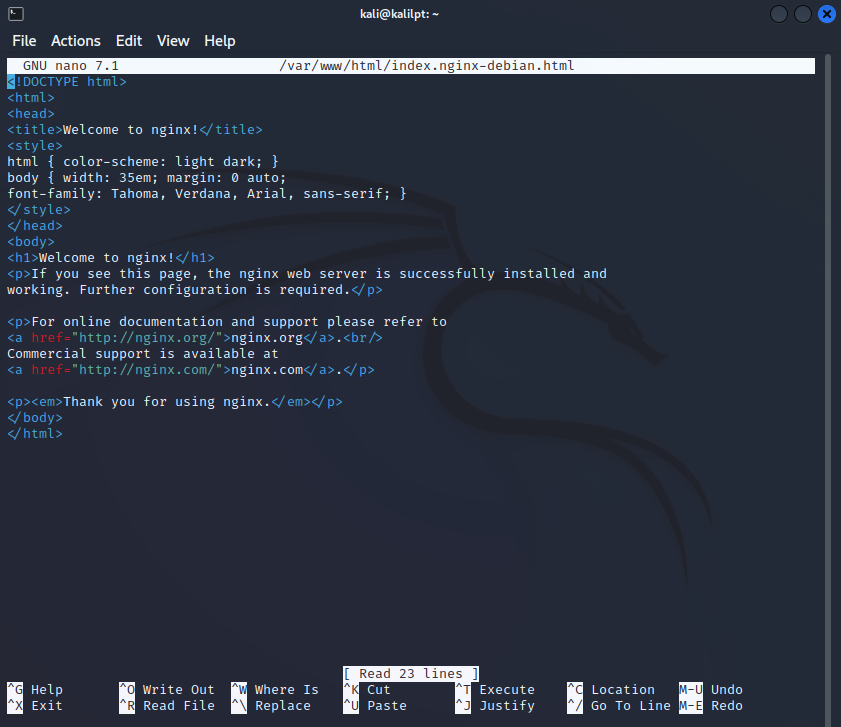 kali@kalilpt: ~
File Actions Edit View Help
GNU nano 7.1 /var/www/html/index.nginx-debian.html
<!DOCTYPE html>
<html>
<head>
<title>Welcome to nginx!</title>
<style>
html { color-scheme: light dark; }
body { width: 35em; margin: 0 auto;
font-family: Tahoma, Verdana, Arial, sans-serif; }
</style>
</head>
<body>
<h1>Welcome to nginx!</h1>
<p>If you see this page, the nginx web server is successfully installed and
working. Further configuration is required.</p>
<p>For online documentation and support please refer to
<a href="http://nginx.org/">nginx.org</a>.<br/>
Commercial support is available at
<a href="http://nginx.com/">nginx.com</a>.</p>
<p><em>Thank you for using nginx.</em></p>
</body>
</html>
[ Read 23 lines ]
^G Help ^O Write Out ^W Where Is ^K Cut ^T Execute ^C Location M-U Undo
^X Exit ^R Read File ^\ Replace ^U Paste ^J Justify ^/ Go To Line M-E Redo